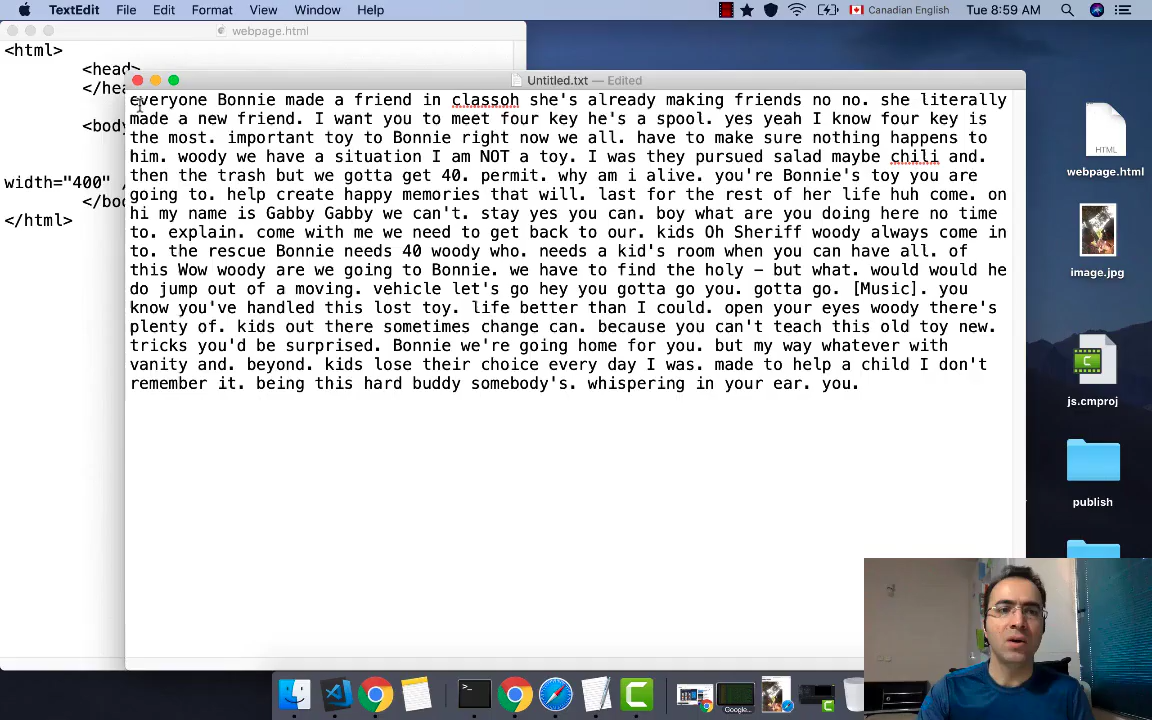 TextEdit File Edit Format View Window Help
Canadian English Tue 8:59 AM
webpage.html
<html>
<head>
</hea
<body
width="400" /
</bod
</html>
Untitled.txt — Edited
everyone Bonnie made a friend in classoh she's already making friends no no. she literally
made a new friend. I want you to meet four key he's a spool. yes yeah I know four key is
the most. important toy to Bonnie right now we all. have to make sure nothing happens to
him. woody we have a situation I am NOT a toy. I was they pursued salad maybe chili and.
then the trash but we gotta get 40. permit. why am i alive. you're Bonnie's toy you are
going to. help create happy memories that will. last for the rest of her life huh come. on
hi my name is Gabby Gabby we can't. stay yes you can. boy what are you doing here no time
to. explain. come with me we need to get back to our. kids Oh Sheriff woody always come in
to. the rescue Bonnie needs 40 woody who. needs a kid's room when you can have all. of
this Wow woody are we going to Bonnie. we have to find the holy – but what. would would he
do jump out of a moving. vehicle let's go hey you gotta go you. gotta go. [Music]. you
know you've handled this lost toy. life better than I could. open your eyes woody there's
plenty of. kids out there sometimes change can. because you can't teach this old toy new.
tricks you'd be surprised. Bonnie we're going home for you. but my way whatever with
vanity and. beyond. kids lose their choice every day I was. made to help a child I don't
remember it. being this hard buddy somebody's. whispering in your ear. you.
HTML
webpage.html
image.jpg
js.cmproj
publish
Google...